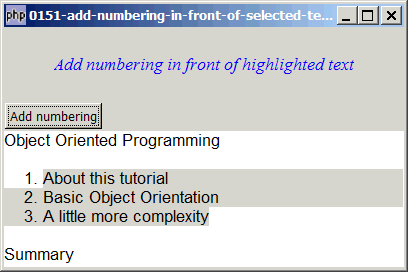 php 0151-add-numbering-in-front-of-selected-te...
Add numbering in front of highlighted text
Add numbering
Object Oriented Programming
1. About this tutorial
2. Basic Object Orientation
3. A little more complexity
Summary